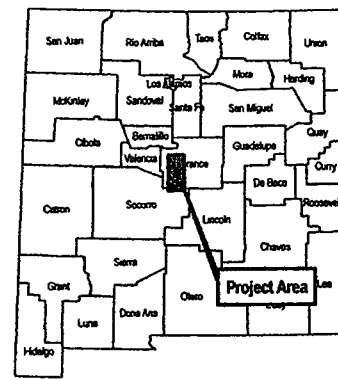 San Juan
Rio Arriba
Taos
Colfax
Union
Los Alamos
Mora
Harding
McKinley
Sandoval
Santa Fe
San Miguel
Bernalillo
Quay
Cibola
Guadalupe
Valencia
rance
Curry
De Baca
Roosevel
Catron
Socorro
Lincoln
Chaves
Sierra
Grant
Otero
Project Area
Lea
Luna
Dona Ana
Hidalgo